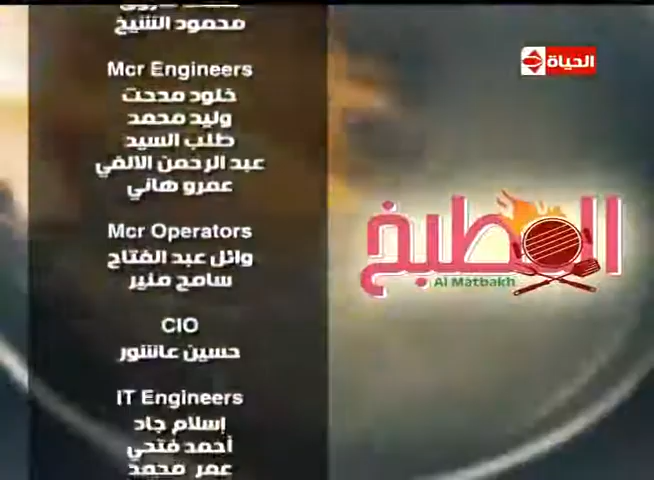 محمود الشيخ
Mcr Engineers
خلود مدحت
وليد محمد
طلب السيد
عبد الرحمن الالفي
عمرو هاني
Mcr Operators
وائل عبد الفتاح
سامح منير
CIO
حسين عاشور
IT Engineers
إسلام جاد
أحمد فتحي
عمر محمد
الحياة
المطبخ
Al Matbakh